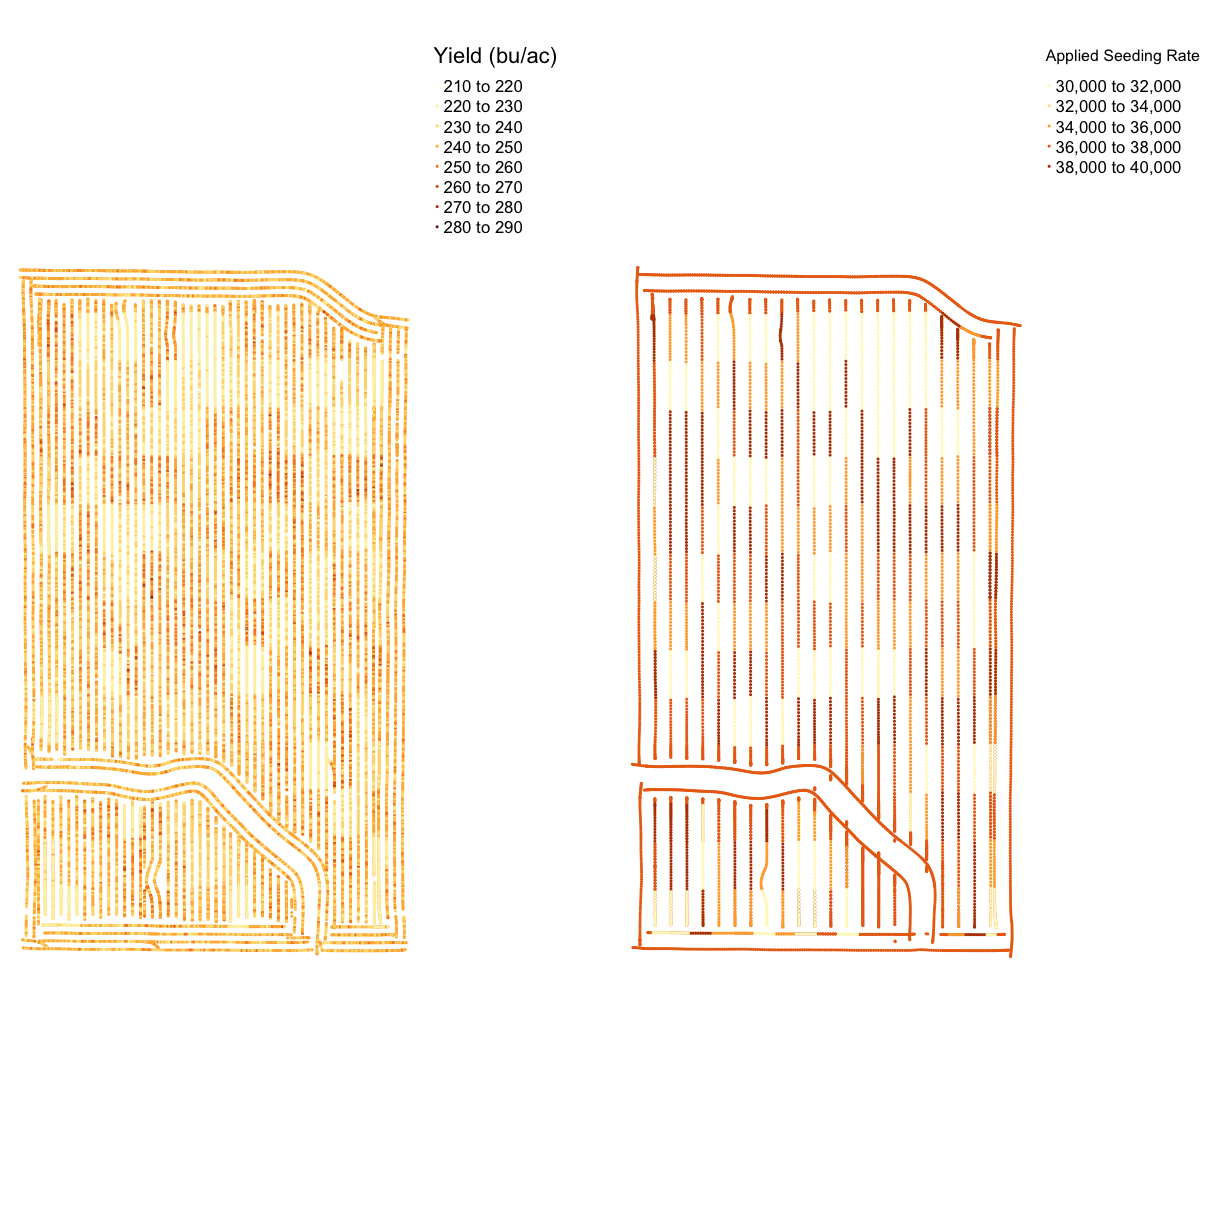 Yield (bu/ac)
210 to 220
220 to 230
230 to 240
240 to 250
250 to 260
260 to 270
270 to 280
280 to 290
Applied Seeding Rate
30,000 to 32,000
32,000 to 34,000
34,000 to 36,000
36,000 to 38,000
38,000 to 40,000